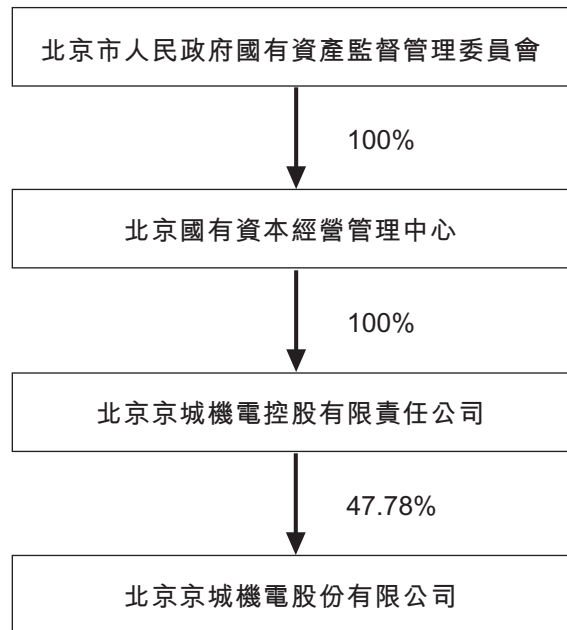 北京市人民政府國有資產監督管理委員會
100%
北京國有資本經營管理中心
100%
北京京城機電控股有限責任公司
47.78%
北京京城機電股份有限公司